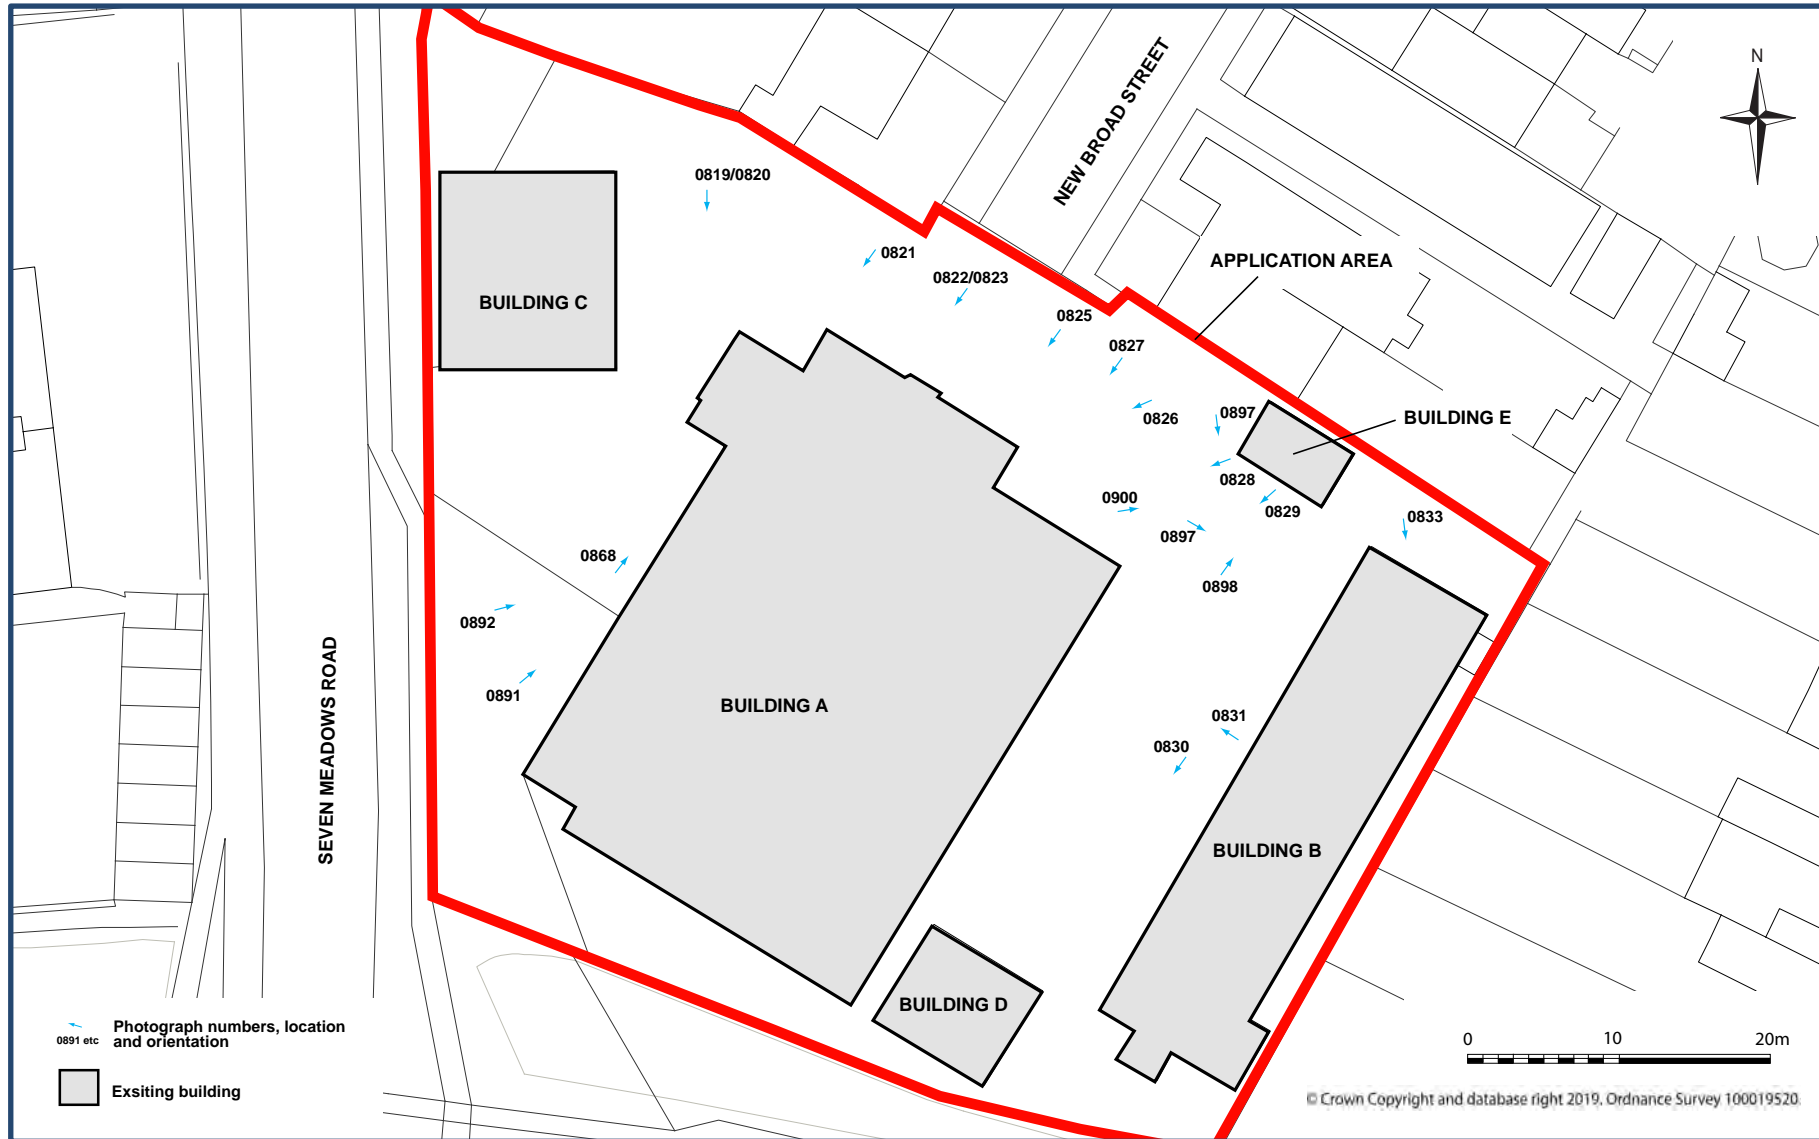 N
NEW BROAD STREET
0819/0820
0821
APPLICATION AREA
0822/0823
BUILDING C
0825
0827
0826
0897
BUILDING E
0828
0900
0829
0833
0897
0868
0898
0892
SEVEN MEADOWS ROAD
0891
BUILDING A
0831
0830
BUILDING B
BUILDING D
Photograph numbers, location
0891 etc and orientation
Exsiting building
0 10 20m
© Crown Copyright and database right 2019. Ordnance Survey 100019520.